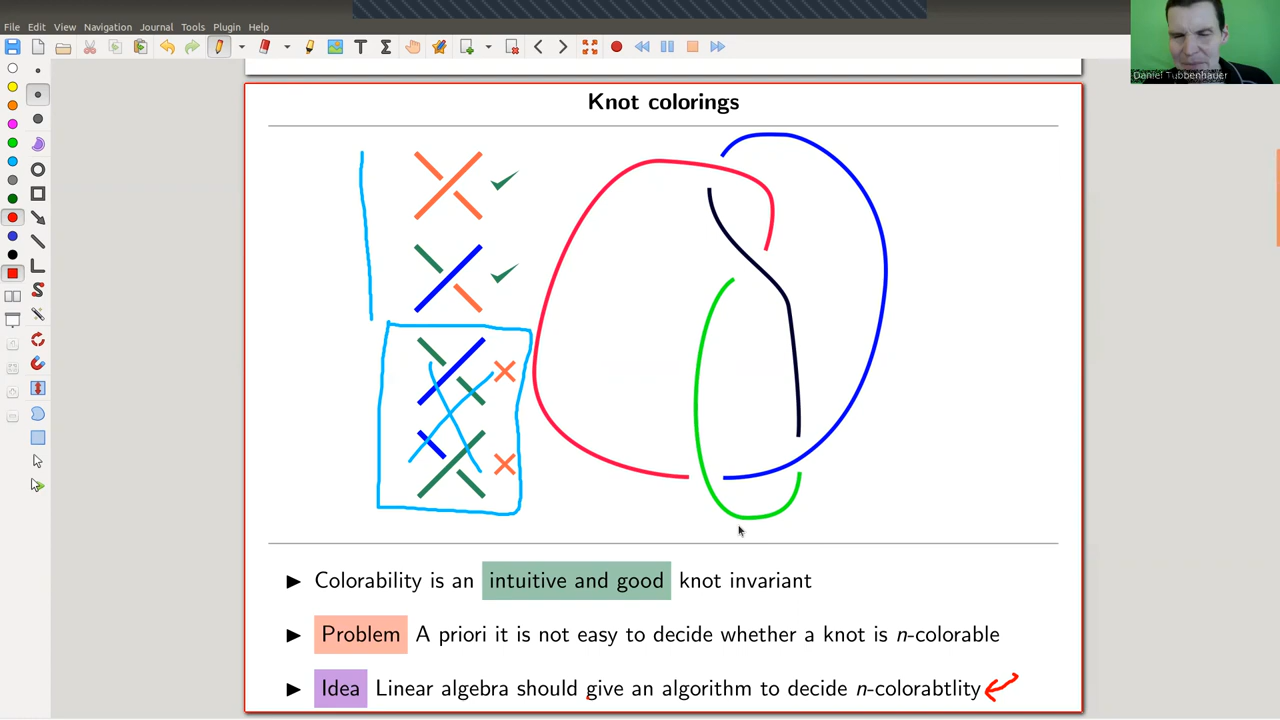 File Edit View Navigation Journal Tools Plugin Help
Daniel Tubbenhauer
Knot colorings
Colorability is an intuitive and good knot invariant
Problem A priori it is not easy to decide whether a knot is n-colorable
Idea Linear algebra should give an algorithm to decide n-colorabtlity